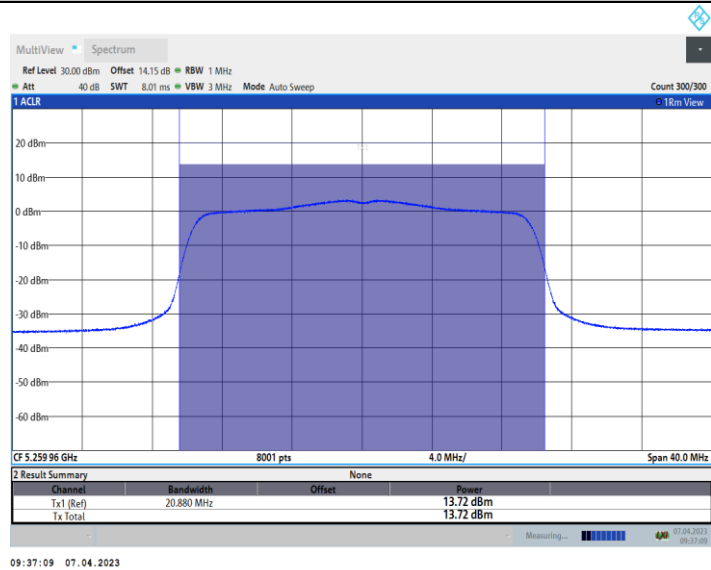 MultiView Spectrum
Ref Level 30.00 dBm Offset 14.15 dB RBW 1 MHz
Att 40 dB SWT 8.01 ms VBW 3 MHz Mode Auto Sweep Count 300/300
1 ACLR 1Rm View
20 dBm
10 dBm
0 dBm
-10 dBm
-20 dBm
-30 dBm
-40 dBm
-50 dBm
-60 dBm
CF 5.25996 GHz 8001 pts 4.0 MHz/ Span 40.0 MHz
2 Result Summary None
Channel Bandwidth Offset Power
Tx1 (Ref) 20.880 MHz 13.72 dBm
Tx Total 13.72 dBm
Measuring... 07.04.2023
09:37:09
09:37:09 07.04.2023